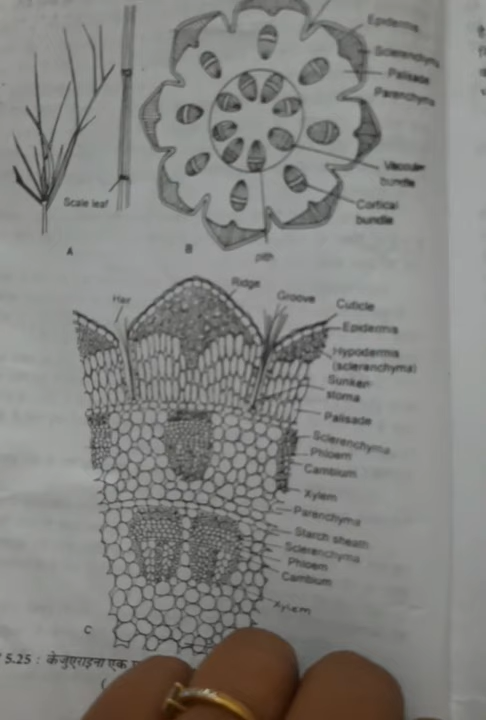 Epidermis
Sclerenchyma
Palisade
Parenchyma
Vascular
bundle
Cortical
bundle
Scale leaf
A
B
pith
Hair
Ridge
Groove
Cuticle
Epidermis
Hypodermis
(sclerenchyma)
Sunken
stoma
Palisade
Sclerenchyma
Phloem
Cambium
Xylem
Parenchyma
Starch sheath
Sclerenchyma
Phloem
Cambium
Xylem
C
5.25 : केजुएराइना एक